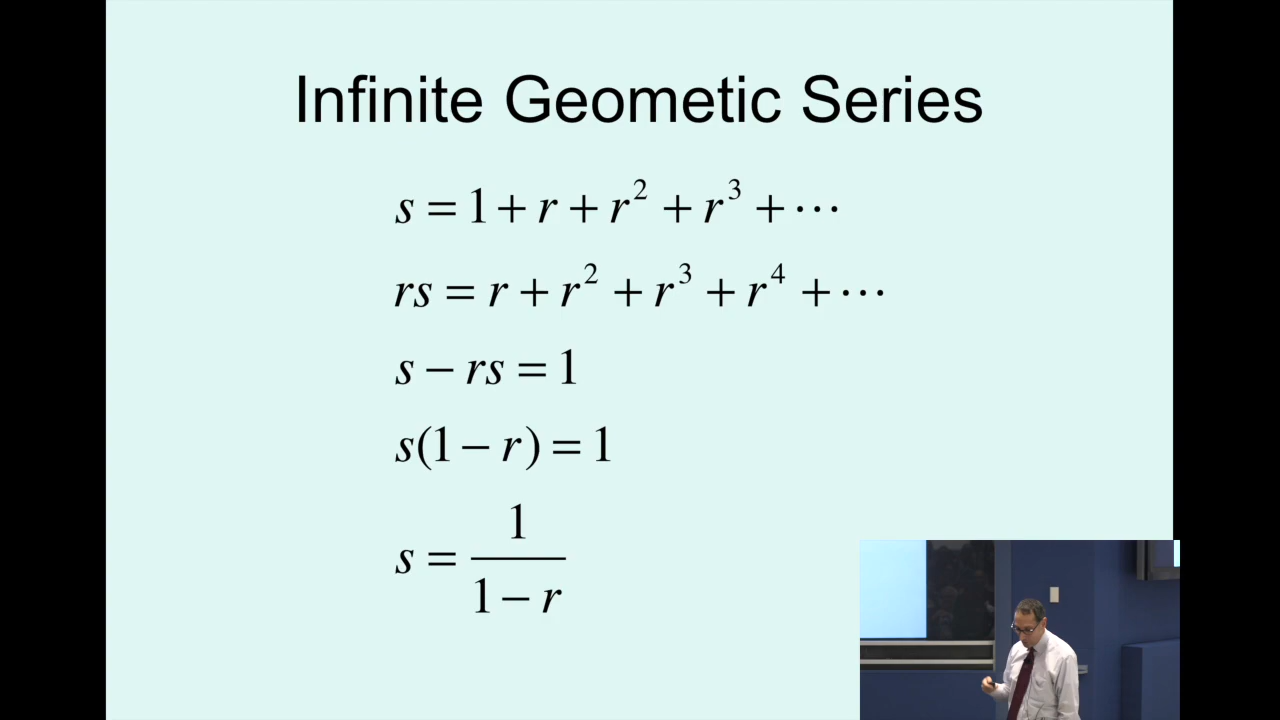 Infinite Geometic Series
s = 1 + r + r² + r³ + ⋯
rs = r + r² + r³ + r⁴ + ⋯
s − rs = 1
s(1 − r) = 1
s = 1/(1 − r)